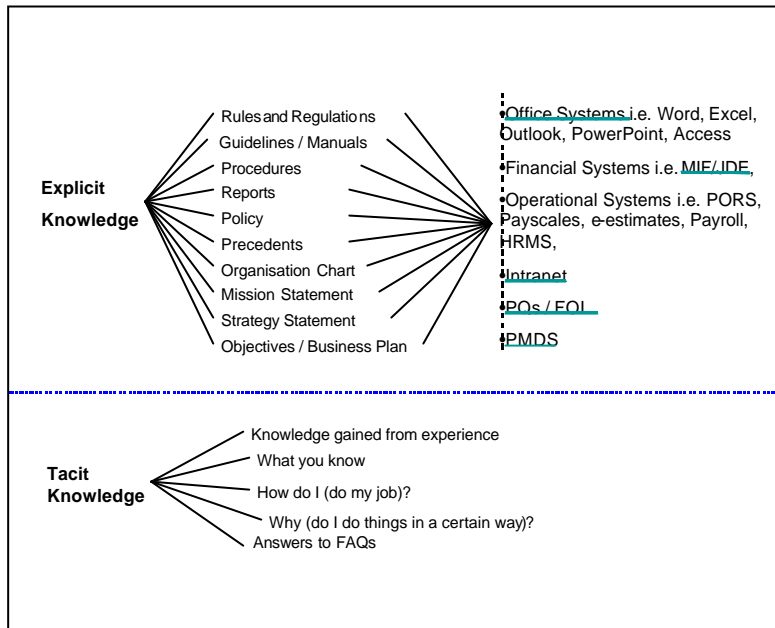 Explicit
Knowledge
Rules and Regulations
Guidelines / Manuals
Procedures
Reports
Policy
Precedents
Organisation Chart
Mission Statement
Strategy Statement
Objectives / Business Plan
•Office Systems i.e. Word, Excel,
Outlook, PowerPoint, Access
•Financial Systems i.e. MIF/JDE,
•Operational Systems i.e. PORS,
Payscales, e-estimates, Payroll,
HRMS,
•Intranet
•PQs / FOI
•PMDS
Tacit
Knowledge
Knowledge gained from experience
What you know
How do I (do my job)?
Why (do I do things in a certain way)?
Answers to FAQs